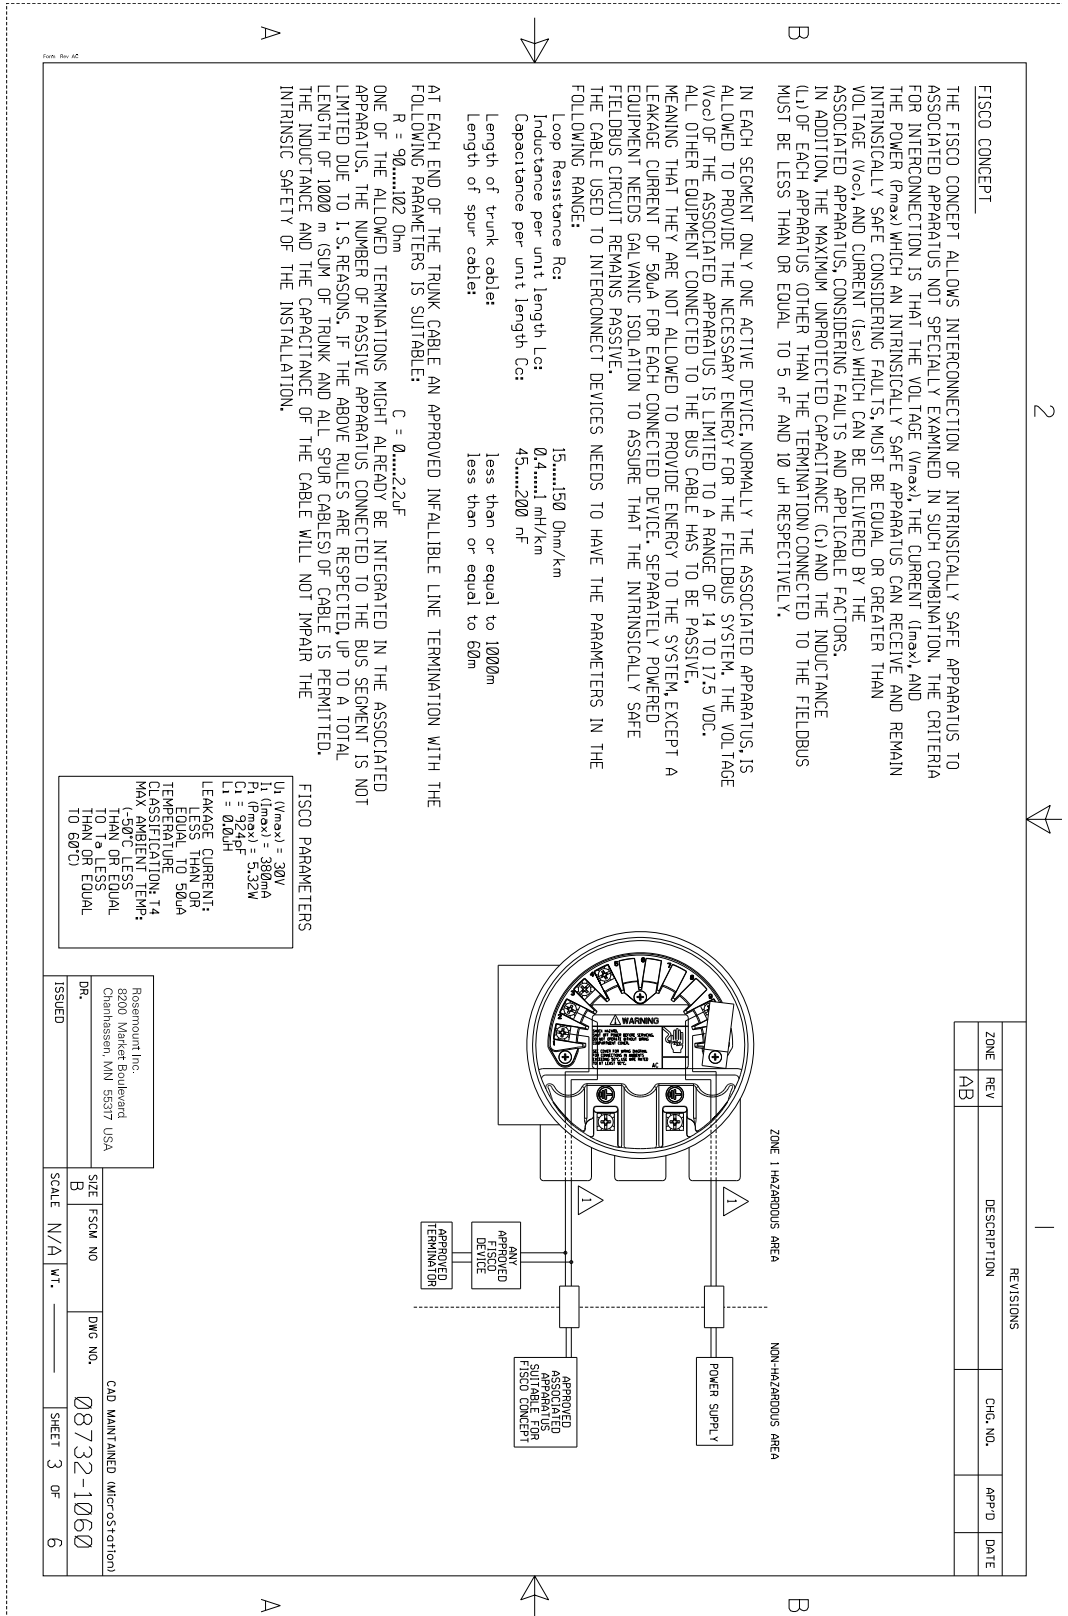 2
1
B
A
B
A
Form Rev AC
REVISIONS
ZONE REV DESCRIPTION CHG. NO. APP'D DATE
AB
FISCO CONCEPT
THE FISCO CONCEPT ALLOWS INTERCONNECTION OF INTRINSICALLY SAFE APPARATUS TO
ASSOCIATED APPARATUS NOT SPECIALLY EXAMINED IN SUCH COMBINATION. THE CRITERIA
FOR INTERCONNECTION IS THAT THE VOLTAGE (Vmax), THE CURRENT (Imax), AND
THE POWER (Pmax) WHICH AN INTRINSICALLY SAFE APPARATUS CAN RECEIVE AND REMAIN
INTRINSICALLY SAFE CONSIDERING FAULTS, MUST BE EQUAL OR GREATER THAN
VOLTAGE (Voc), AND CURRENT (Isc) WHICH CAN BE DELIVERED BY THE
ASSOCIATED APPARATUS, CONSIDERING FAULTS AND APPLICABLE FACTORS.
IN ADDITION, THE MAXIMUM UNPROTECTED CAPACITANCE (Ci) AND THE INDUCTANCE
(Li) OF EACH APPARATUS (OTHER THAN THE TERMINATION) CONNECTED TO THE FIELDBUS
MUST BE LESS THAN OR EQUAL TO 5 nF AND 10 uH RESPECTIVELY.
IN EACH SEGMENT ONLY ONE ACTIVE DEVICE, NORMALLY THE ASSOCIATED APPARATUS, IS
ALLOWED TO PROVIDE THE NECESSARY ENERGY FOR THE FIELDBUS SYSTEM. THE VOLTAGE
(Voc) OF THE ASSOCIATED APPARATUS IS LIMITED TO A RANGE OF 14 TO 17.5 VDC.
ALL OTHER EQUIPMENT CONNECTED TO THE BUS CABLE HAS TO BE PASSIVE,
MEANING THAT THEY ARE NOT ALLOWED TO PROVIDE ENERGY TO THE SYSTEM, EXCEPT A
LEAKAGE CURRENT OF 50uA FOR EACH CONNECTED DEVICE. SEPARATELY POWERED
EQUIPMENT NEEDS GALVANIC ISOLATION TO ASSURE THAT THE INTRINSICALLY SAFE
FIELDBUS CIRCUIT REMAINS PASSIVE.
THE CABLE USED TO INTERCONNECT DEVICES NEEDS TO HAVE THE PARAMETERS IN THE
FOLLOWING RANGE:
Loop Resistance Rc: 15.....150 Ohm/km
Inductance per unit length Lc: 0.4.....1 mH/km
Capacitance per unit length Cc: 45.....200 nF
Length of trunk cable: less than or equal to 1000m
Length of spur cable: less than or equal to 60m
AT EACH END OF THE TRUNK CABLE AN APPROVED INFALLIBLE LINE TERMINATION WITH THE
FOLLOWING PARAMETERS IS SUITABLE:
R = 90.....102 Ohm C = 0.....2.2uF
ONE OF THE ALLOWED TERMINATIONS MIGHT ALREADY BE INTEGRATED IN THE ASSOCIATED
APPARATUS. THE NUMBER OF PASSIVE APPARATUS CONNECTED TO THE BUS SEGMENT IS NOT
LIMITED DUE TO I.S. REASONS. IF THE ABOVE RULES ARE RESPECTED, UP TO A TOTAL
LENGTH OF 1000 m (SUM OF TRUNK AND ALL SPUR CABLES) OF CABLE IS PERMITTED.
THE INDUCTANCE AND THE CAPACITANCE OF THE CABLE WILL NOT IMPAIR THE
INTRINSIC SAFETY OF THE INSTALLATION.
FISCO PARAMETERS
Ui (Vmax) = 30V
Ii (Imax) = 380mA
Pi (Pmax) = 5.32W
Ci = 924pF
Li = 0.0uH
LEAKAGE CURRENT:
LESS THAN OR
EQUAL TO 50uA
TEMPERATURE
CLASSIFICATION: T4
MAX AMBIENT TEMP:
(-50°C LESS
THAN OR EQUAL
TO Ta LESS
THAN OR EQUAL
TO 60°C)
ZONE 1 HAZARDOUS AREA
NON-HAZARDOUS AREA
WARNING
AC
1
1
POWER SUPPLY
APPROVED
ASSOCIATED
APPARATUS
SUITABLE FOR
FISCO CONCEPT
ANY
APPROVED
FISCO
DEVICE
APPROVED
TERMINATOR
CAD MAINTAINED (MicroStation)
Rosemount Inc.
8200 Market Boulevard
Chanhassen, MN 55317 USA
DR.
ISSUED
SIZE B
FSCM NO
DWG NO. 08732-1060
SCALE N/A WT. SHEET 3 OF 6